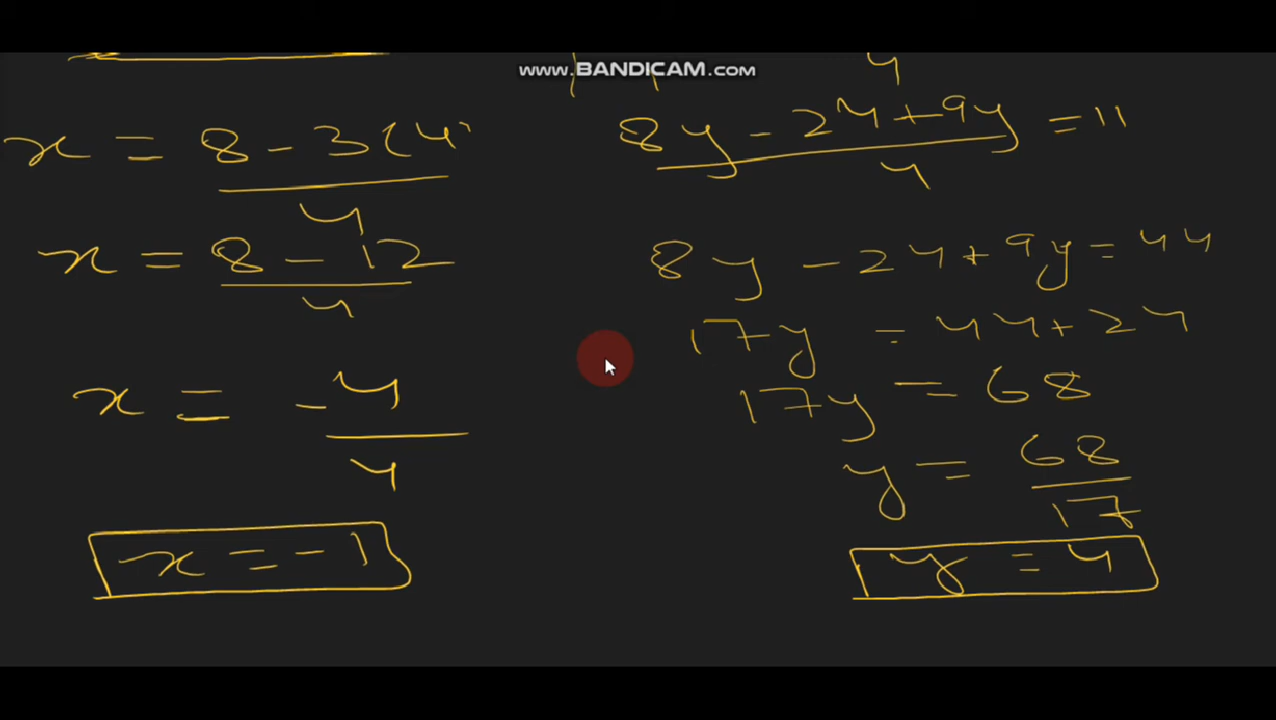 www.BANDICAM.com
4
x = 8 - 3(4)
4
x = 8 - 12
4
x = -4
4
x = -1
8y - 24 + 9y = 11
4
8y - 24 + 9y = 44
17y = 44 + 24
17y = 68
y = 68
17
y = 4